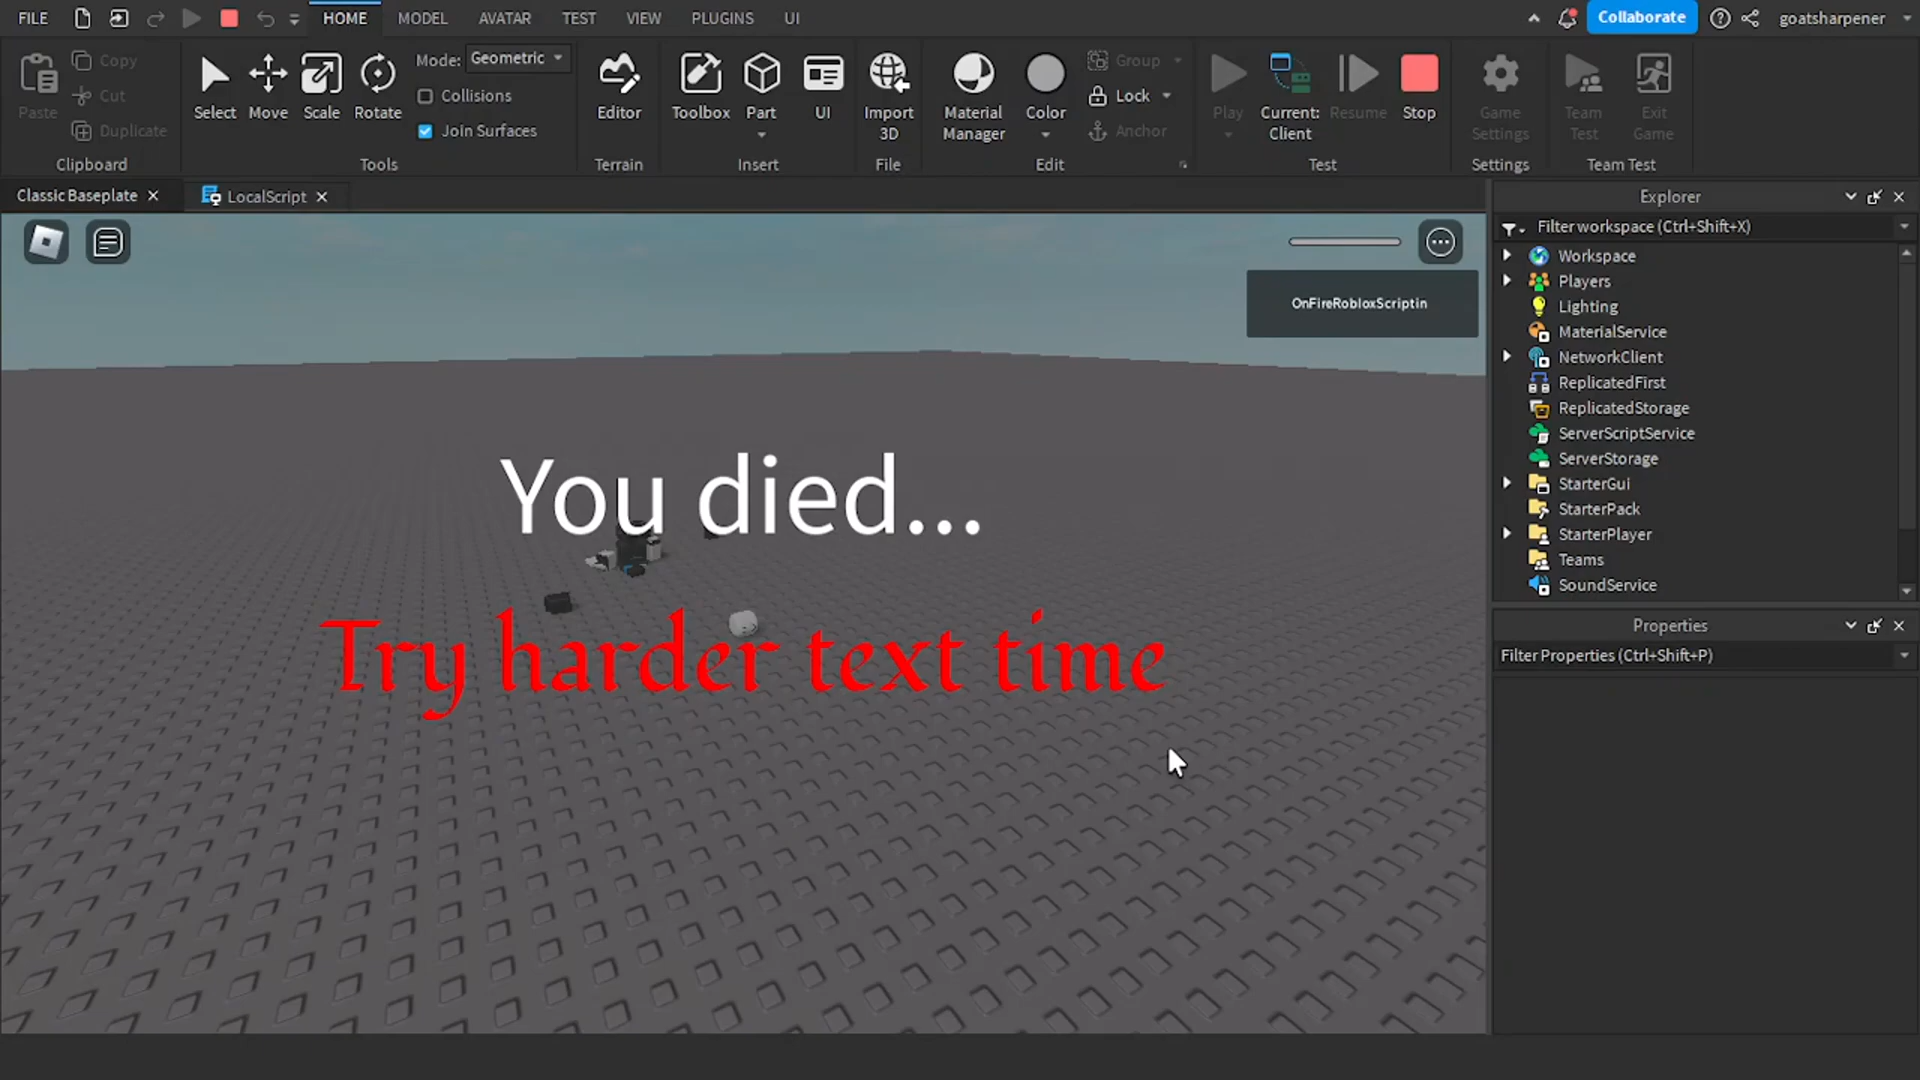 FILE HOME MODEL AVATAR TEST VIEW PLUGINS UI Collaborate goatsharpener
Paste Copy Cut Duplicate
Clipboard
Select Move Scale Rotate
Mode: Geometric
Collisions
Join Surfaces
Tools
Editor
Terrain
Toolbox Part UI
Insert
Import 3D
File
Material Manager Color
Group
Lock
Anchor
Edit
Play Current: Client Resume Stop
Test
Game Settings
Settings
Team Test Exit Game
Team Test
Classic Baseplate LocalScript
OnFireRobloxScriptin
You died...
Try harder text time
Explorer
Filter workspace (Ctrl+Shift+X)
Workspace
Players
Lighting
MaterialService
NetworkClient
ReplicatedFirst
ReplicatedStorage
ServerScriptService
ServerStorage
StarterGui
StarterPack
StarterPlayer
Teams
SoundService
Properties
Filter Properties (Ctrl+Shift+P)